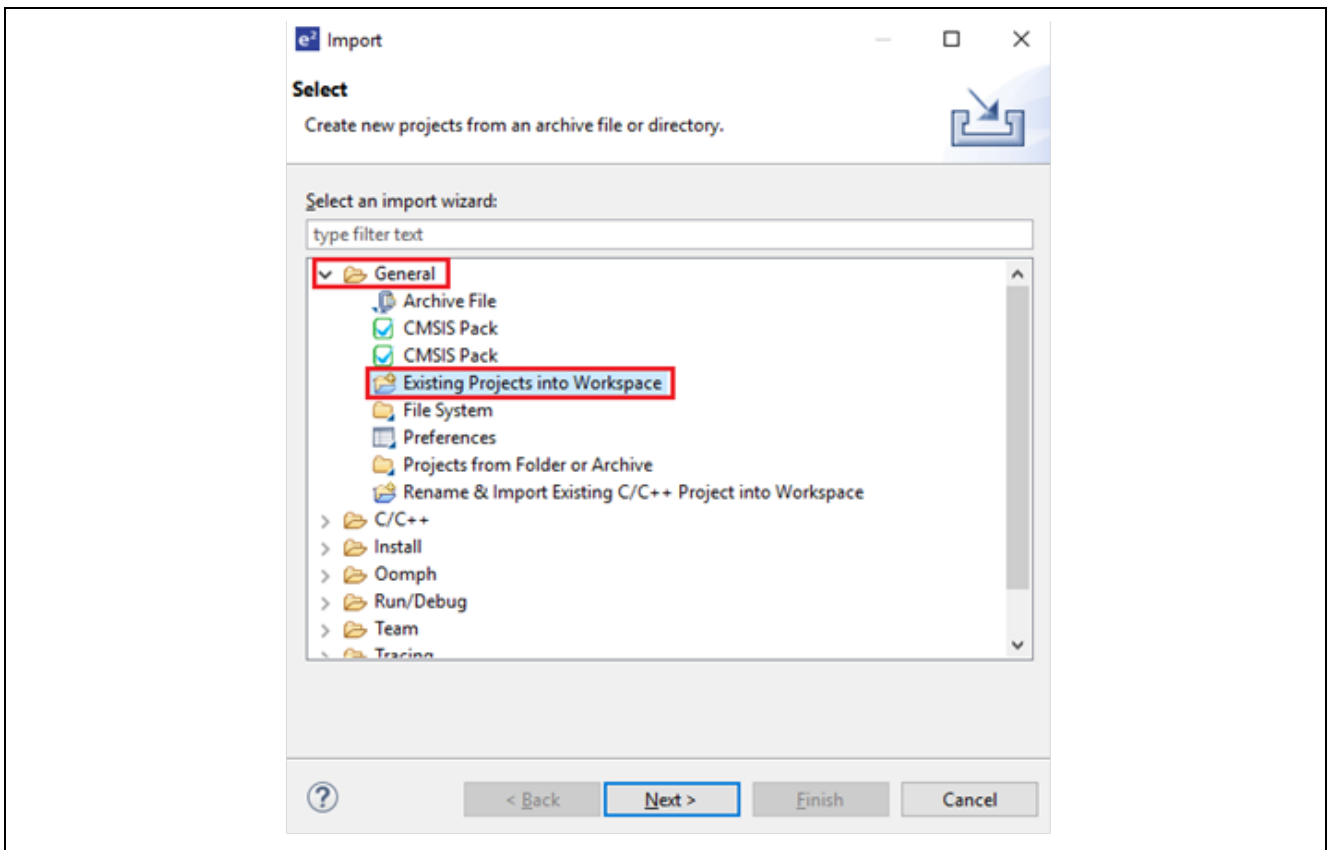 e² Import
Select
Create new projects from an archive file or directory.
Select an import wizard:
type filter text
General
Archive File
CMSIS Pack
CMSIS Pack
Existing Projects into Workspace
File System
Preferences
Projects from Folder or Archive
Rename & Import Existing C/C++ Project into Workspace
C/C++
Install
Oomph
Run/Debug
Team
Tracing
? < Back Next > Finish Cancel